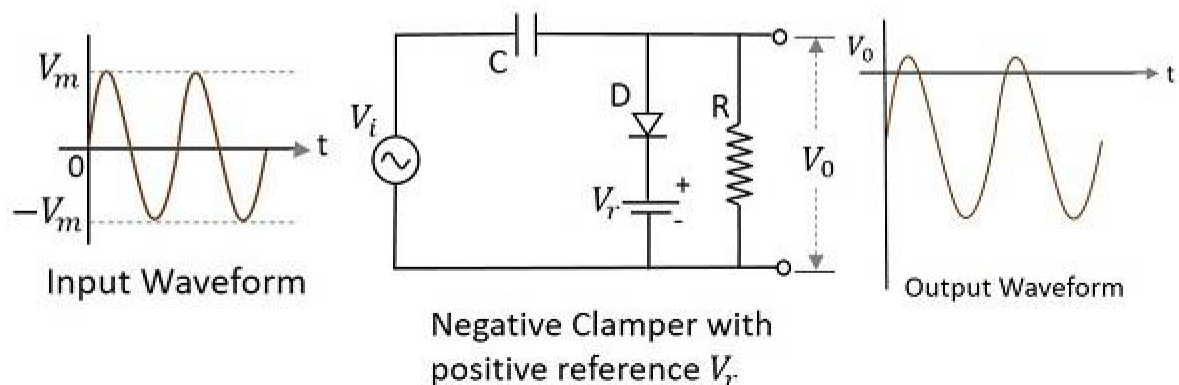 V_m
0
t
−V_m
Input Waveform
C
V_i
D
R
V_r
+
-
V_0
Negative Clamper with
positive reference V_r
V_0
t
Output Waveform